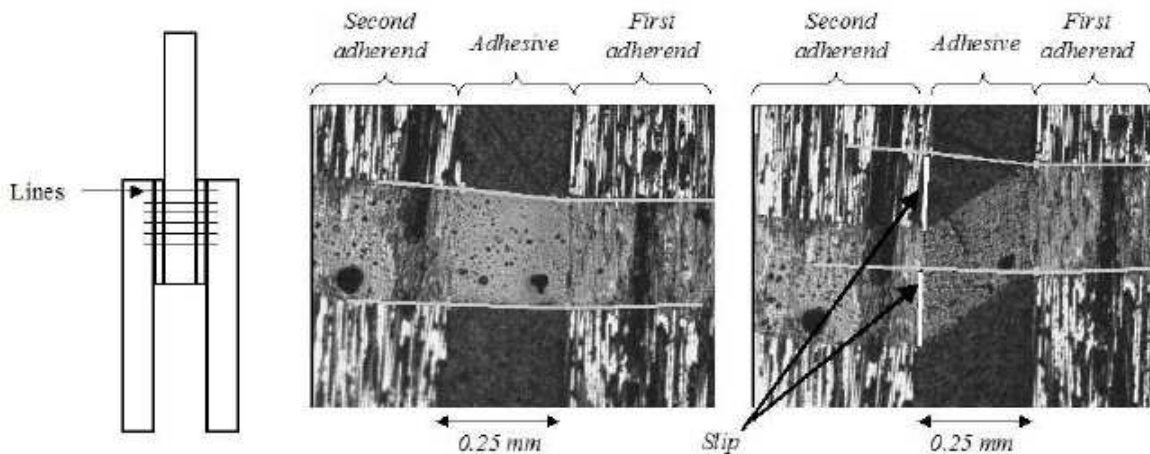 Second
adherend
Adhesive
First
adherend
Second
adherend
Adhesive
First
adherend
Lines
0.25 mm
Slip
0.25 mm